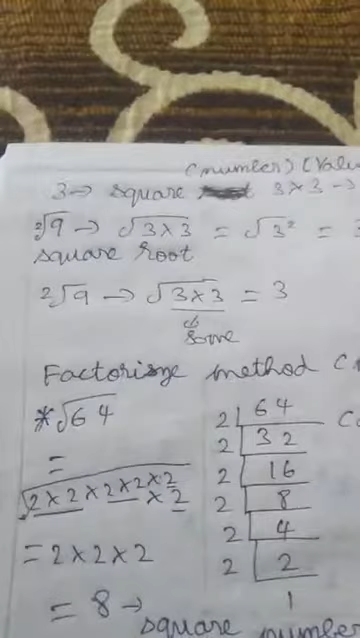 (number) (Valu
3 → square 3 × 3 →
²√9 → √3×3 = √3² = 3
square root
²√9 → √3×3 = 3
same
Factorisye method (
*√64
=
√2×2×2×2×2×2
= 2×2×2
= 8 →
square number
2 | 64
2 | 32
2 | 16
2 | 8
2 | 4
2 | 2
1